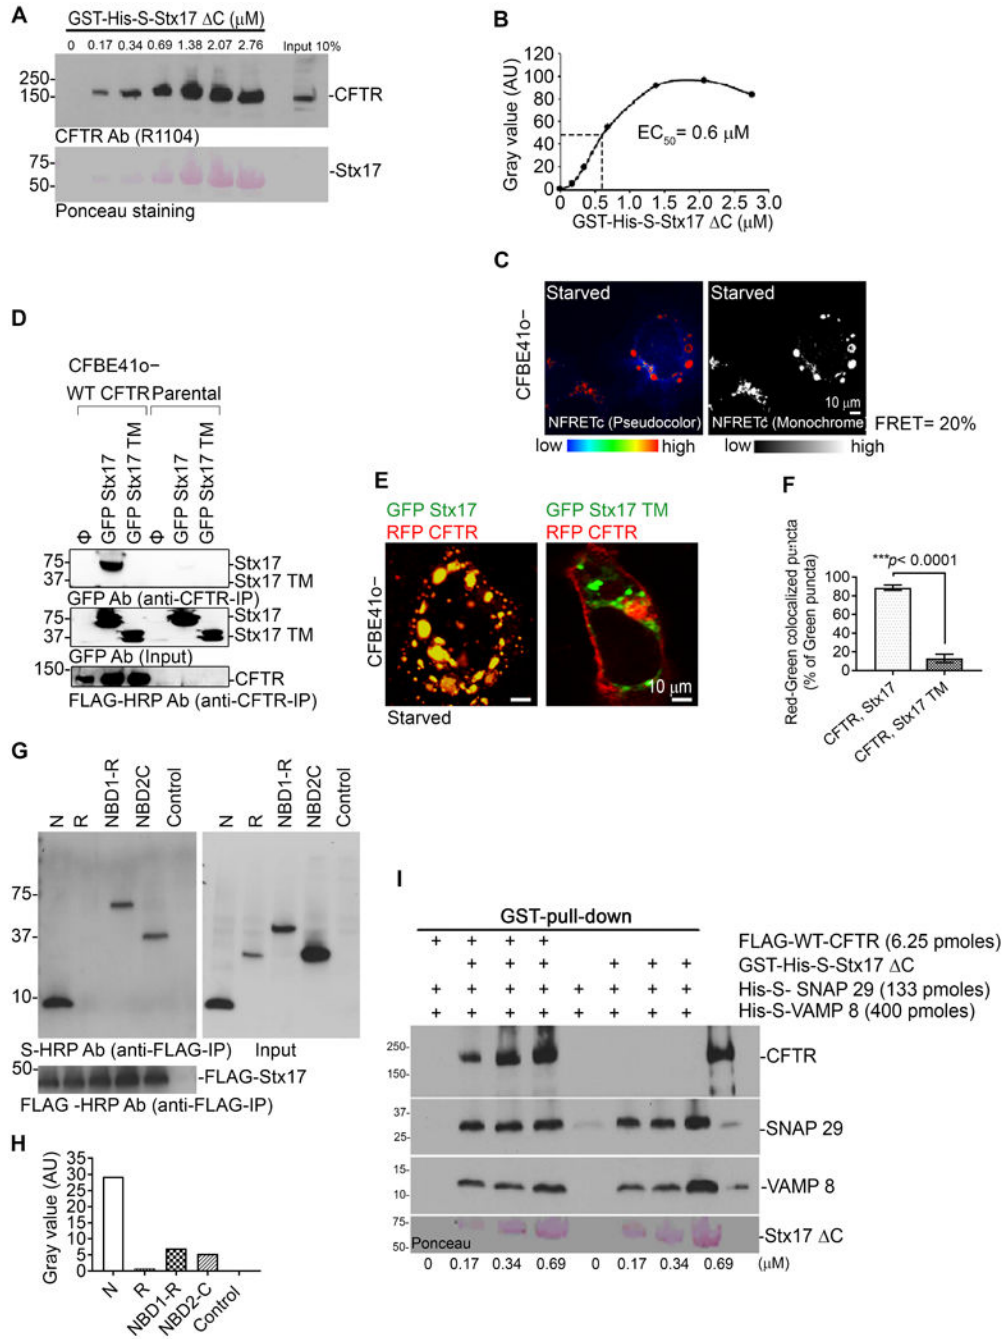 A
GST-His-S-Stx17 ΔC (μM)
0 0.17 0.34 0.69 1.38 2.07 2.76 Input 10%
250-
150-
-CFTR
CFTR Ab (R1104)
75-
50-
-Stx17
Ponceau staining
B
Gray value (AU)
120
100
80
60
40
20
0
EC50= 0.6 μM
0 0.5 1.0 1.5 2.0 2.5 3.0
GST-His-S-Stx17 ΔC (μM)
C
CFBE41o−
Starved
Starved
10 μm
NFRETc (Pseudocolor)
NFRETc (Monochrome)
FRET= 20%
low high
low high
D
CFBE41o−
WT CFTR Parental
Φ
GFP Stx17
GFP Stx17 TM
Φ
GFP Stx17
GFP Stx17 TM
75-
37-
-Stx17
-Stx17 TM
GFP Ab (anti-CFTR-IP)
75-
37-
-Stx17
-Stx17 TM
GFP Ab (Input)
150-
-CFTR
FLAG-HRP Ab (anti-CFTR-IP)
E
GFP Stx17
RFP CFTR
GFP Stx17 TM
RFP CFTR
CFBE41o−
10 μm
Starved
F
Red-Green colocalized puncta
(% of Green puncta)
***p< 0.0001
100
80
60
40
20
0
CFTR, Stx17
CFTR, Stx17 TM
G
N R NBD1-R NBD2C Control
N R NBD1-R NBD2C Control
75-
37-
10-
S-HRP Ab (anti-FLAG-IP)
Input
50-
-FLAG-Stx17
FLAG -HRP Ab (anti-FLAG-IP)
H
Gray value (AU)
35
30
25
20
15
10
5
0
N R NBD1-R NBD2-C Control
I
GST-pull-down
+ + + + FLAG-WT-CFTR (6.25 pmoles)
+ + + + + + GST-His-S-Stx17 ΔC
+ + + + + + + + His-S- SNAP 29 (133 pmoles)
+ + + + + + + + His-S-VAMP 8 (400 pmoles)
250-
150-
-CFTR
37-
25-
-SNAP 29
15-
10-
-VAMP 8
75-
50-
Ponceau
-Stx17 ΔC
0 0.17 0.34 0.69 0 0.17 0.34 0.69 (μM)